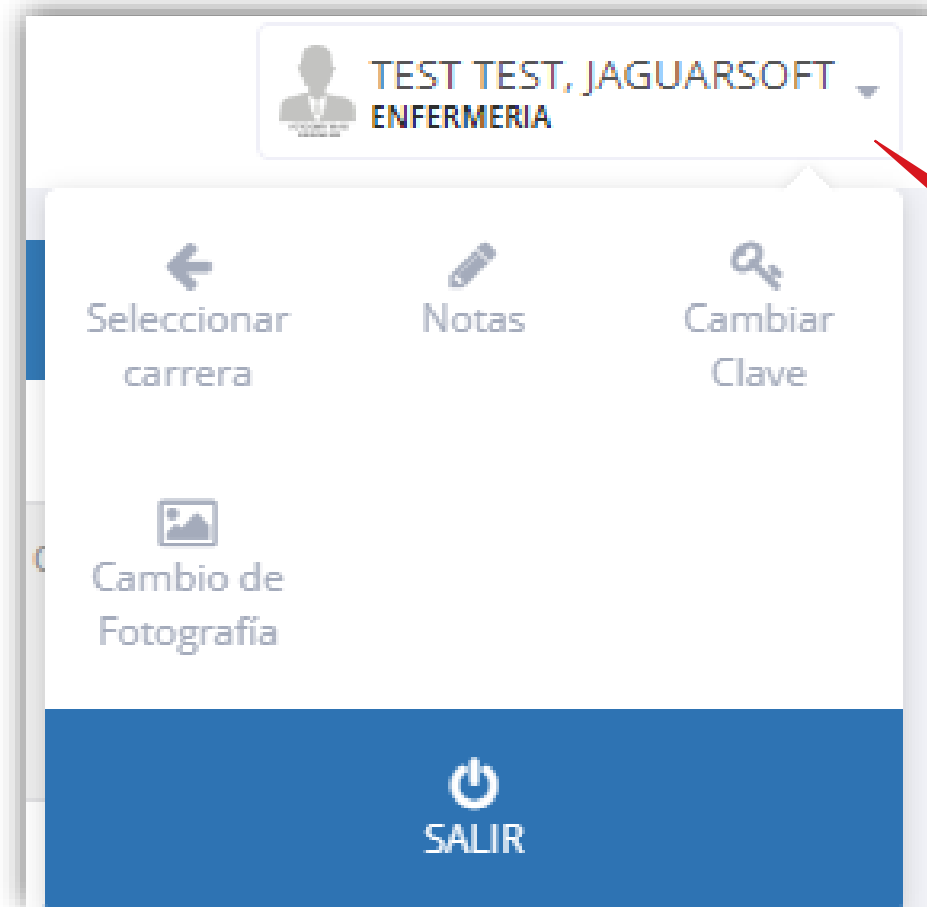 TEST TEST, JAGUARSOFT
ENFERMERIA
Seleccionar
carrera
Notas
Cambiar
Clave
Cambio de
Fotografía
SALIR